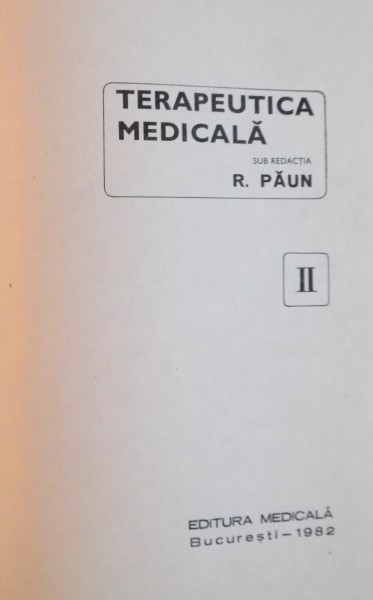 TERAPEUTICA
MEDICALĂ
SUB REDACȚIA
R. PĂUN
II
EDITURA MEDICALĂ
București – 1982